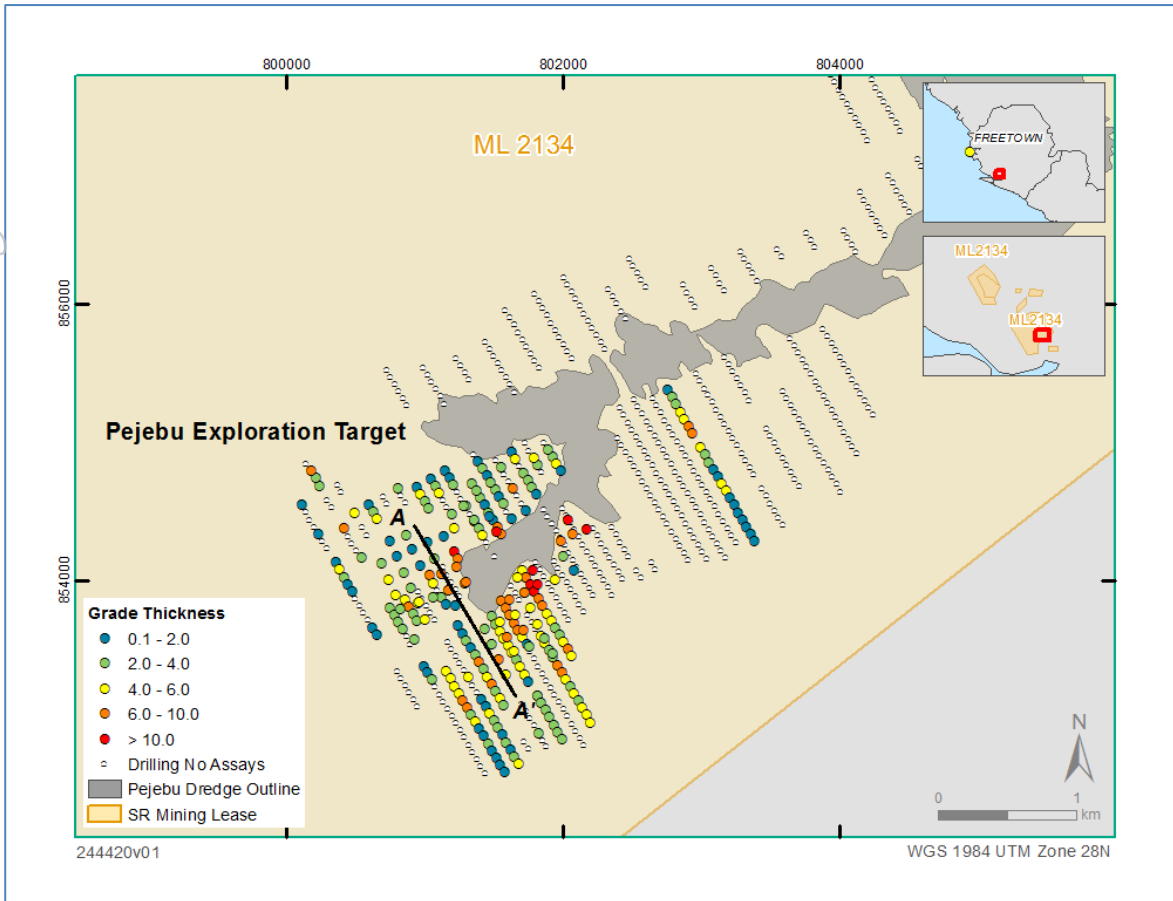 800000
802000
804000
ML 2134
FREETOWN
ML2134
ML2134
856000
854000
Pejebu Exploration Target
A
A'
Grade Thickness
0.1 - 2.0
2.0 - 4.0
4.0 - 6.0
6.0 - 10.0
> 10.0
Drilling No Assays
Pejebu Dredge Outline
SR Mining Lease
N
0 1
km
244420v01
WGS 1984 UTM Zone 28N